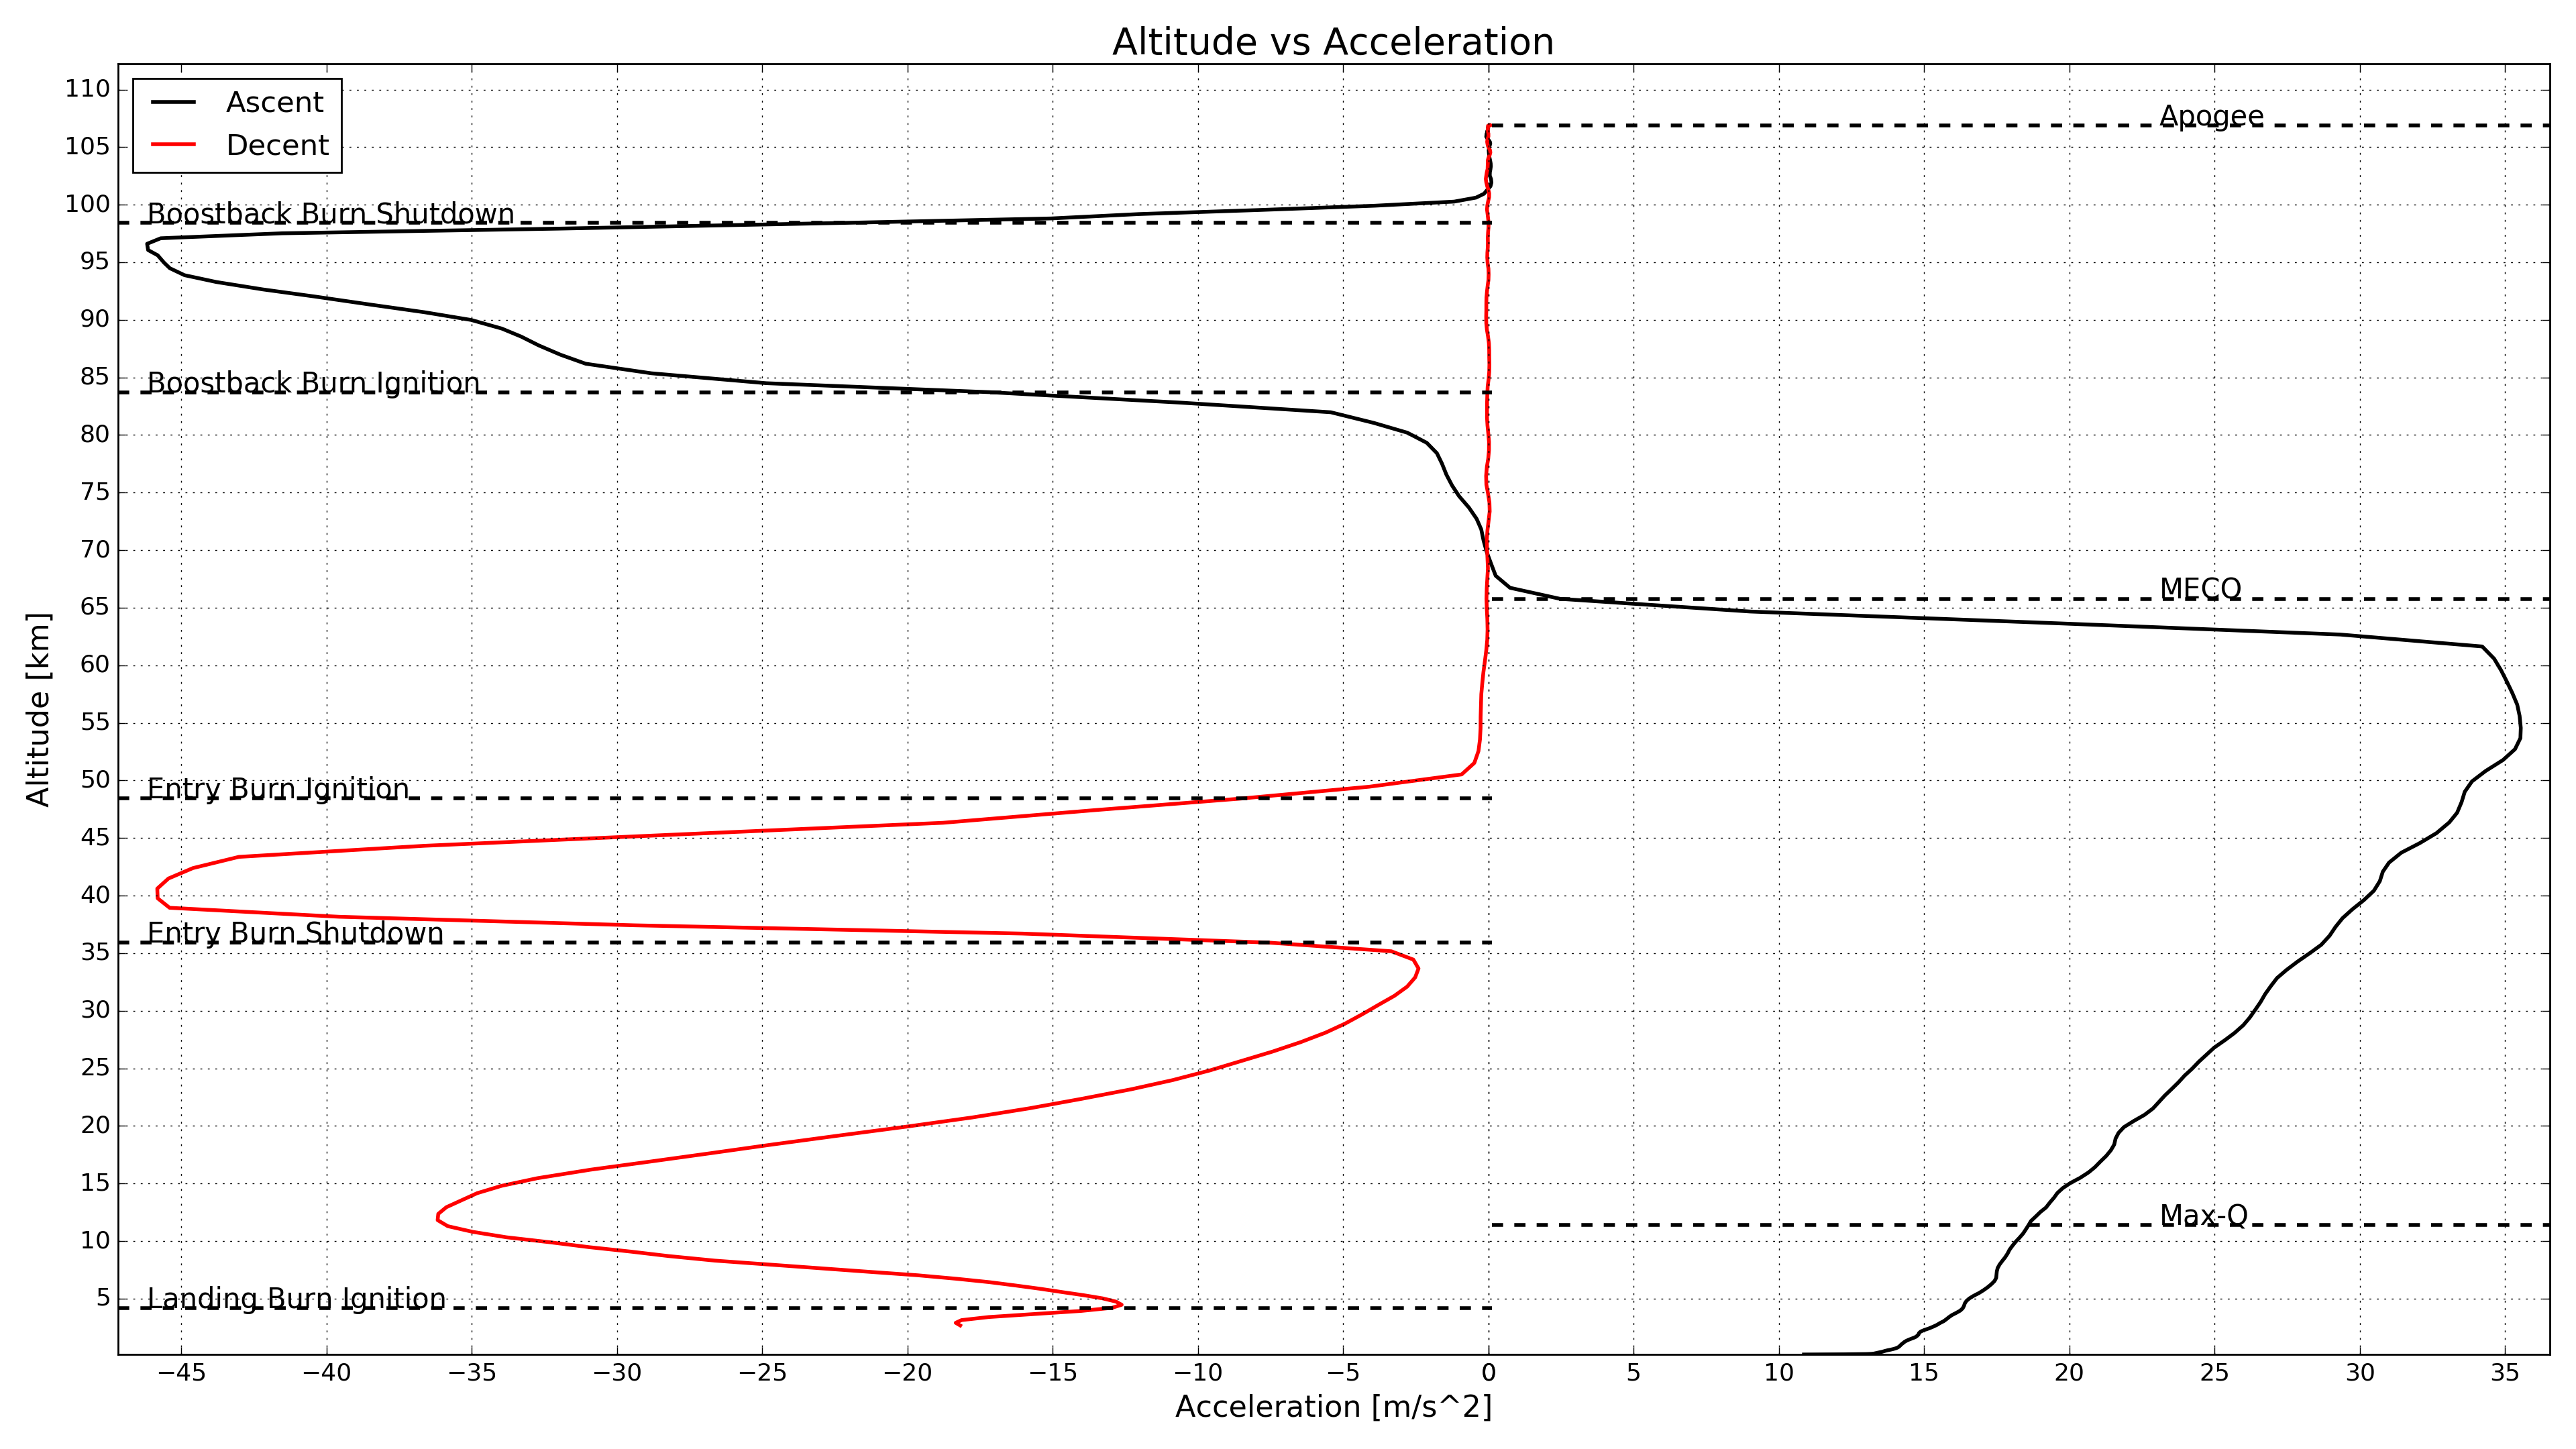 Altitude vs Acceleration
Ascent
Decent
110
105
100
95
90
85
80
75
70
65
60
55
50
45
40
35
30
25
20
15
10
5
Altitude [km]
Apogee
Boostback Burn Shutdown
Boostback Burn Ignition
MECO
Entry Burn Ignition
Entry Burn Shutdown
Max-Q
Landing Burn Ignition
−45 −40 −35 −30 −25 −20 −15 −10 −5 0 5 10 15 20 25 30 35
Acceleration [m/s^2]